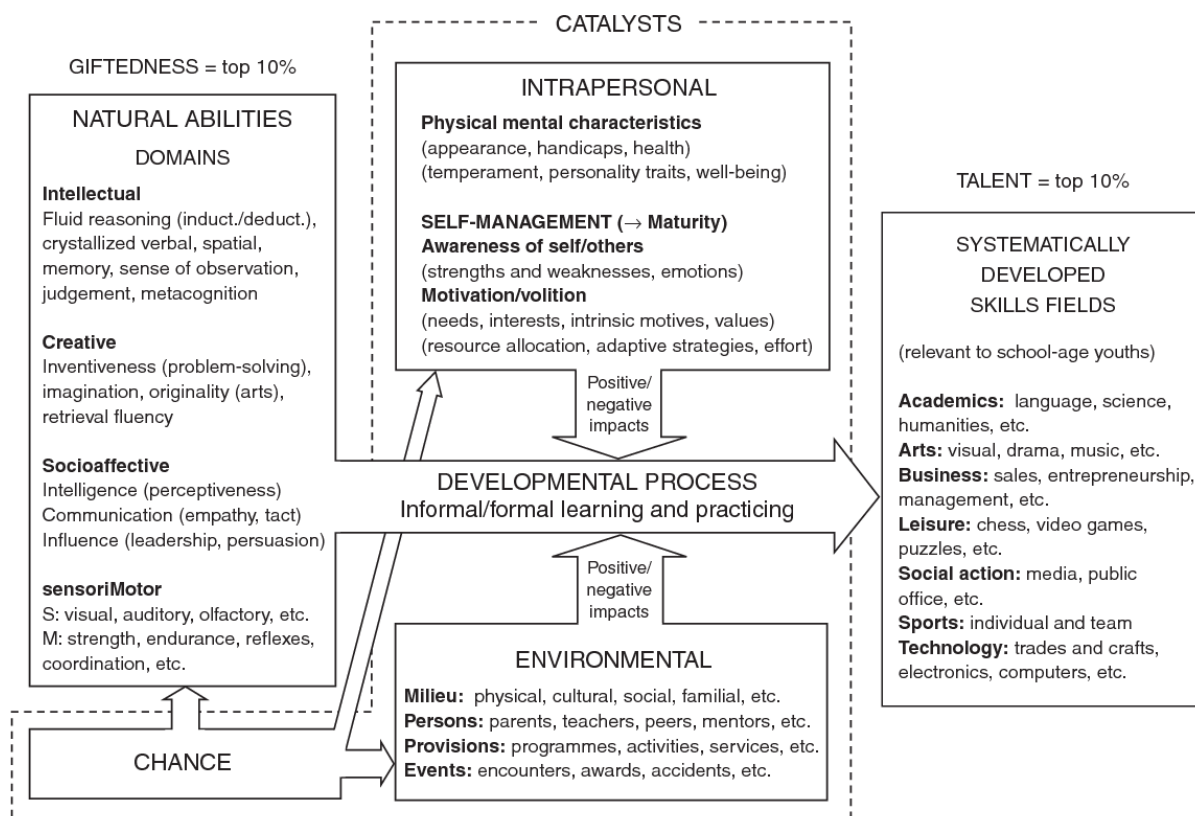 CATALYSTS
GIFTEDNESS = top 10%
NATURAL ABILITIES
DOMAINS
Intellectual
Fluid reasoning (induct./deduct.),
crystallized verbal, spatial,
memory, sense of observation,
judgement, metacognition
Creative
Inventiveness (problem-solving),
imagination, originality (arts),
retrieval fluency
Socioaffective
Intelligence (perceptiveness)
Communication (empathy, tact)
Influence (leadership, persuasion)
sensoriMotor
S: visual, auditory, olfactory, etc.
M: strength, endurance, reflexes,
coordination, etc.
CHANCE
INTRAPERSONAL
Physical mental characteristics
(appearance, handicaps, health)
(temperament, personality traits, well-being)
SELF-MANAGEMENT (→ Maturity)
Awareness of self/others
(strengths and weaknesses, emotions)
Motivation/volition
(needs, interests, intrinsic motives, values)
(resource allocation, adaptive strategies, effort)
Positive/
negative
impacts
DEVELOPMENTAL PROCESS
Informal/formal learning and practicing
Positive/
negative
impacts
ENVIRONMENTAL
Milieu: physical, cultural, social, familial, etc.
Persons: parents, teachers, peers, mentors, etc.
Provisions: programmes, activities, services, etc.
Events: encounters, awards, accidents, etc.
TALENT = top 10%
SYSTEMATICALLY
DEVELOPED
SKILLS FIELDS
(relevant to school-age youths)
Academics: language, science,
humanities, etc.
Arts: visual, drama, music, etc.
Business: sales, entrepreneurship,
management, etc.
Leisure: chess, video games,
puzzles, etc.
Social action: media, public
office, etc.
Sports: individual and team
Technology: trades and crafts,
electronics, computers, etc.